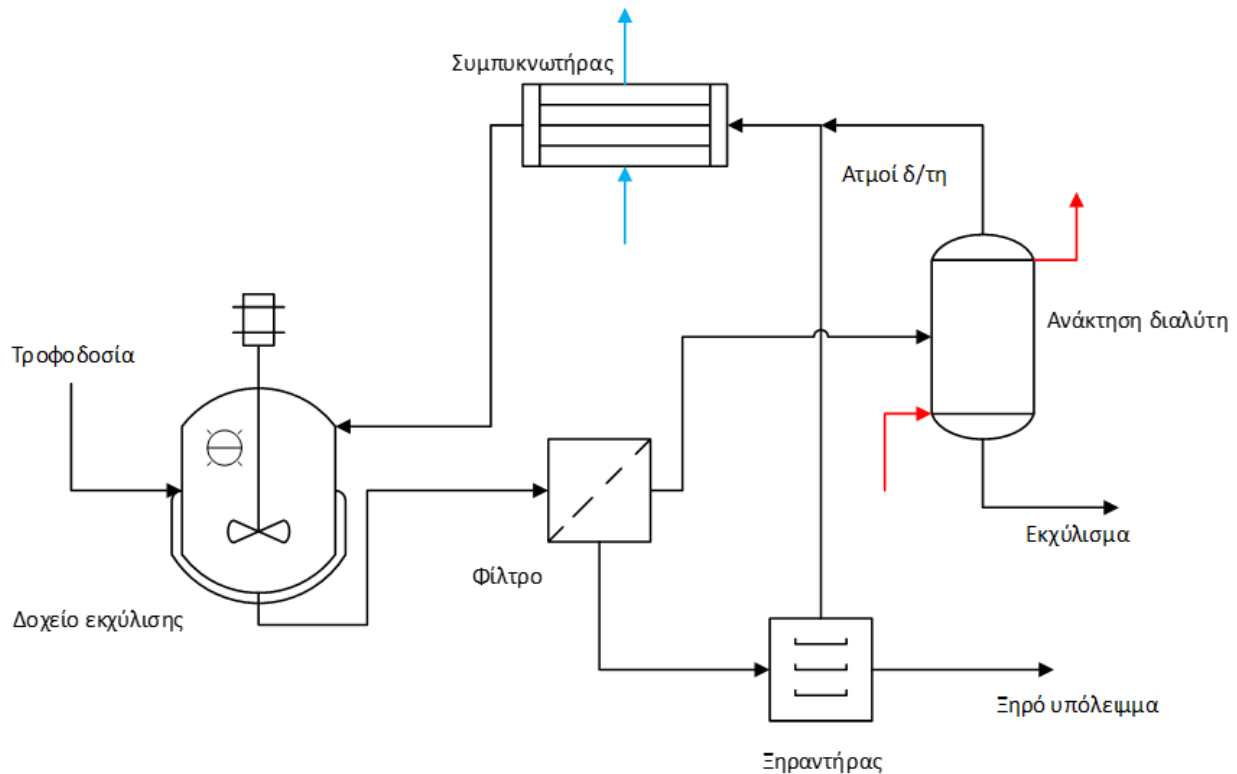 Συμπυκνωτήρας
Ατμοί δ/τη
Ανάκτηση διαλύτη
Τροφοδοσία
Εκχύλισμα
Φίλτρο
Δοχείο εκχύλισης
Ξηρό υπόλειμμα
Ξηραντήρας